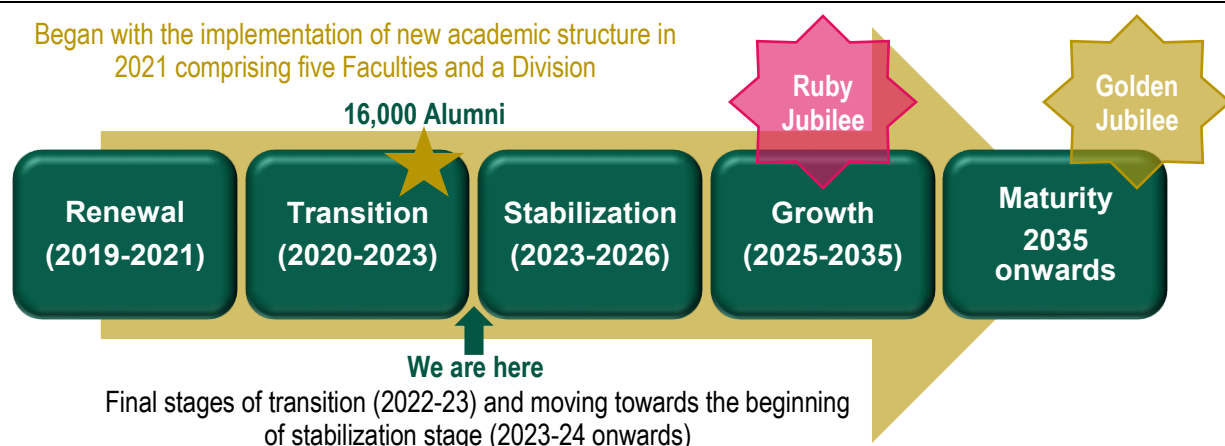 Began with the implementation of new academic structure in
2021 comprising five Faculties and a Division
16,000 Alumni
Ruby
Jubilee
Golden
Jubilee
Renewal
(2019-2021)
Transition
(2020-2023)
Stabilization
(2023-2026)
Growth
(2025-2035)
Maturity
2035
onwards
We are here
Final stages of transition (2022-23) and moving towards the beginning
of stabilization stage (2023-24 onwards)